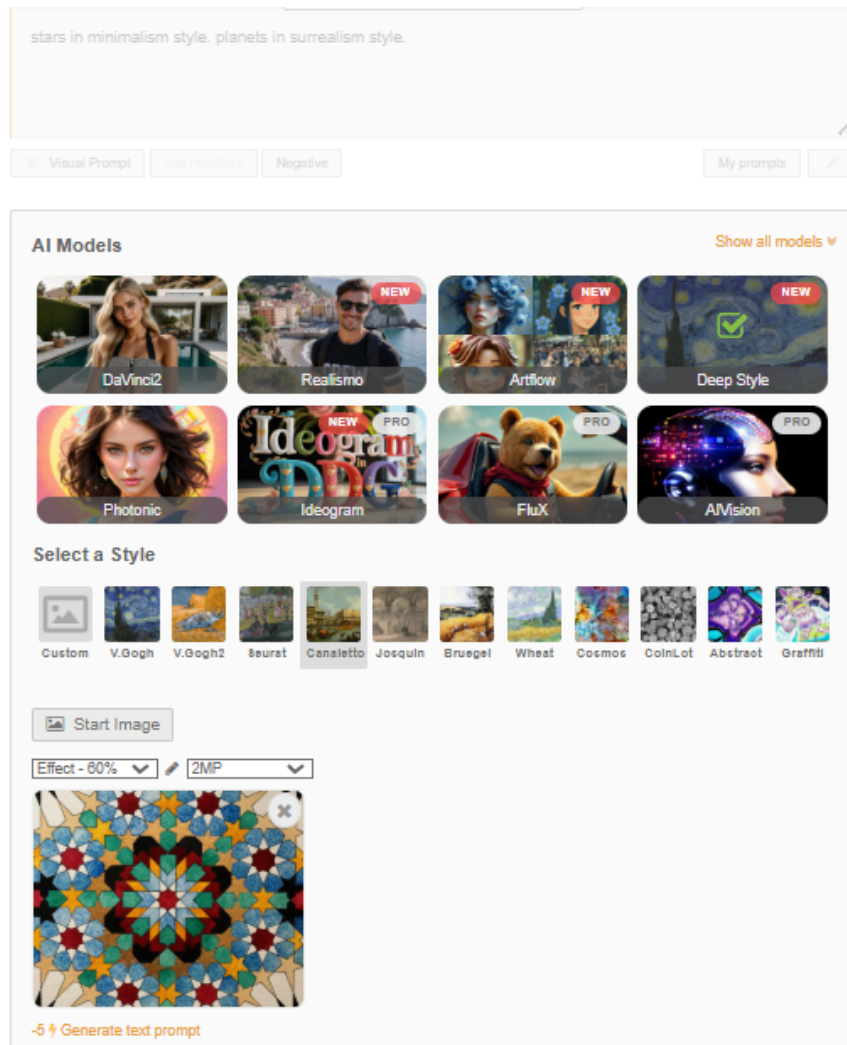 stars in minimalism style. planets in surrealism style.
Visual Prompt Add modifiers Negative My prompts
AI Models Show all models
NEW NEW NEW
DaVinci2 Realismo Artflow Deep Style
NEW PRO PRO PRO
Ideogram
in
DDG
Photonic Ideogram FluX AIVision
Select a Style
Custom V.Gogh V.Gogh2 Seurat Canaletto Josquin Bruegel Wheat Cosmos CoinLot Abstract Graffiti
Start Image
Effect - 60% 2MP
-5 Generate text prompt